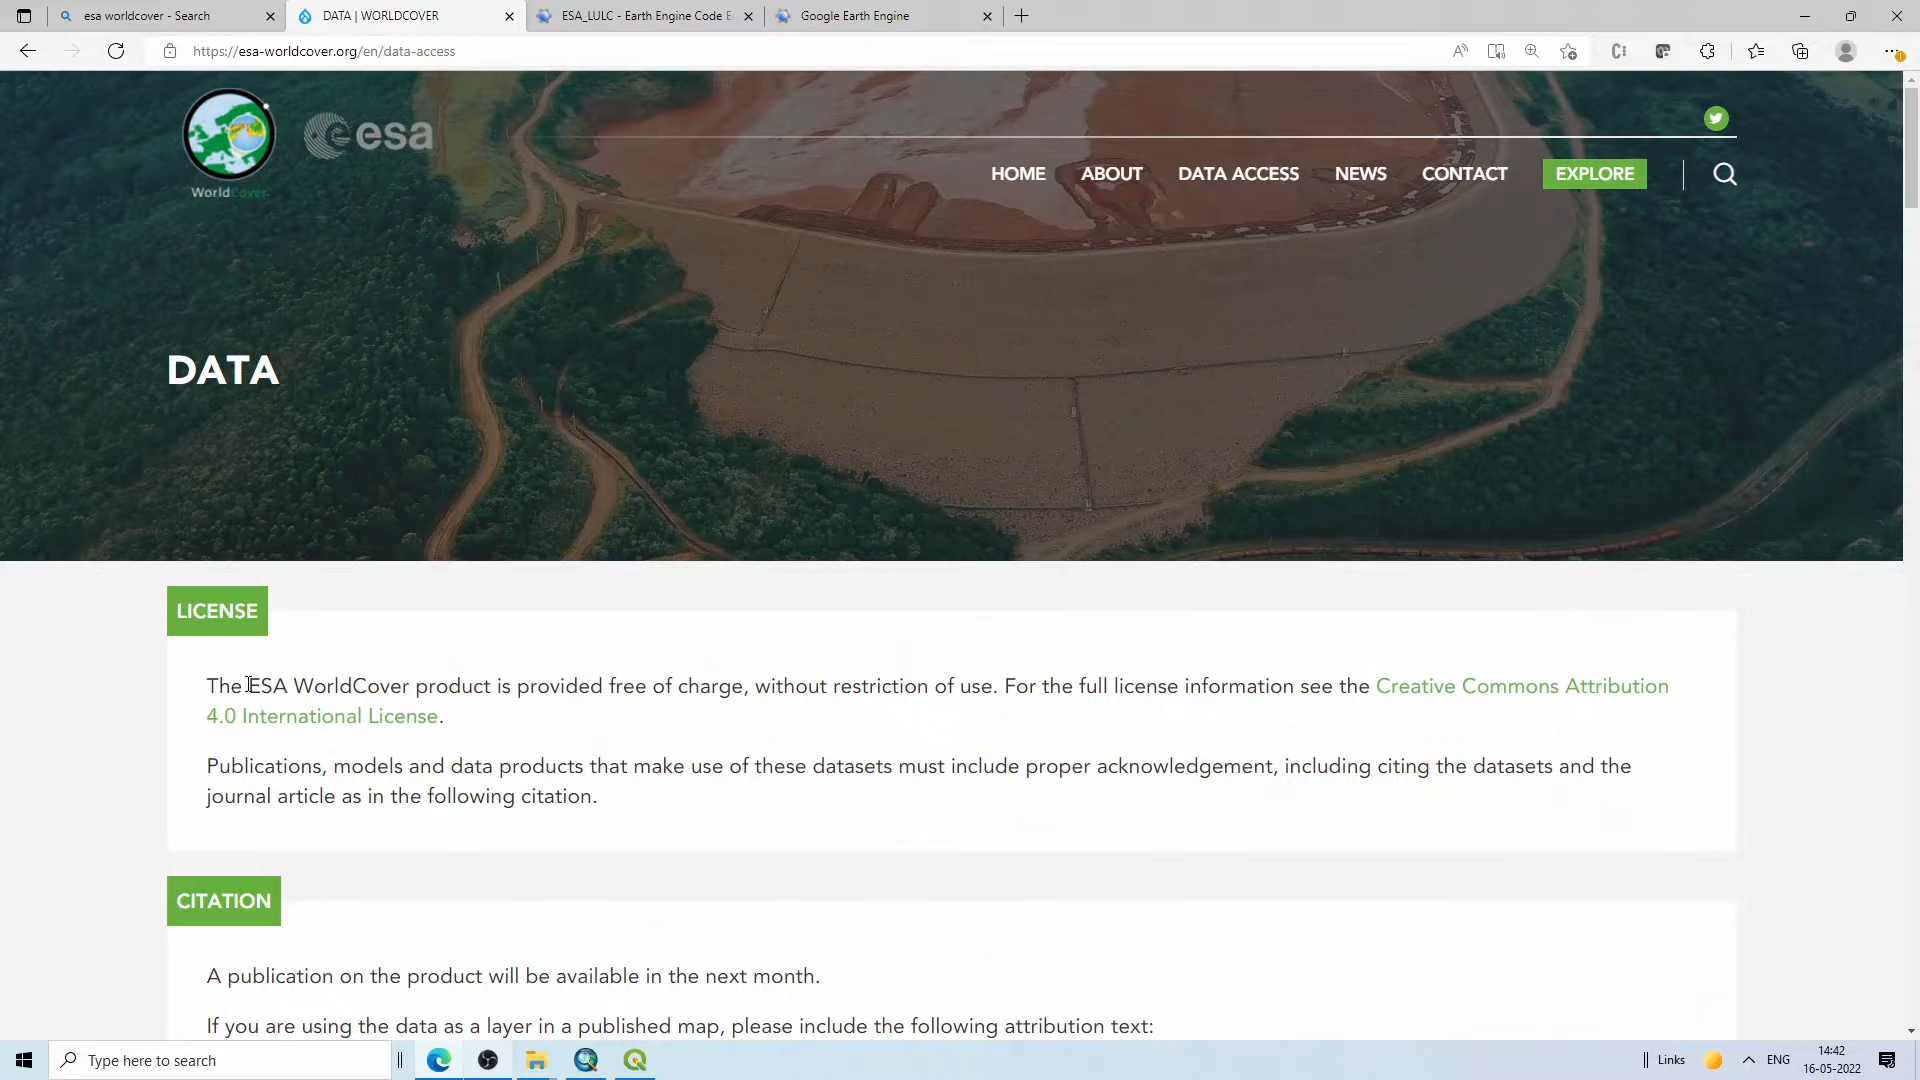 esa worldcover - Search
DATA | WORLDCOVER
ESA_LULC - Earth Engine Code E
Google Earth Engine
https://esa-worldcover.org/en/data-access
WorldCover
esa
HOME
ABOUT
DATA ACCESS
NEWS
CONTACT
EXPLORE
DATA
LICENSE
The ESA WorldCover product is provided free of charge, without restriction of use. For the full license information see the Creative Commons Attribution
4.0 International License.
Publications, models and data products that make use of these datasets must include proper acknowledgement, including citing the datasets and the
journal article as in the following citation.
CITATION
A publication on the product will be available in the next month.
If you are using the data as a layer in a published map, please include the following attribution text:
Type here to search
Links
ENG
14:42
16-05-2022